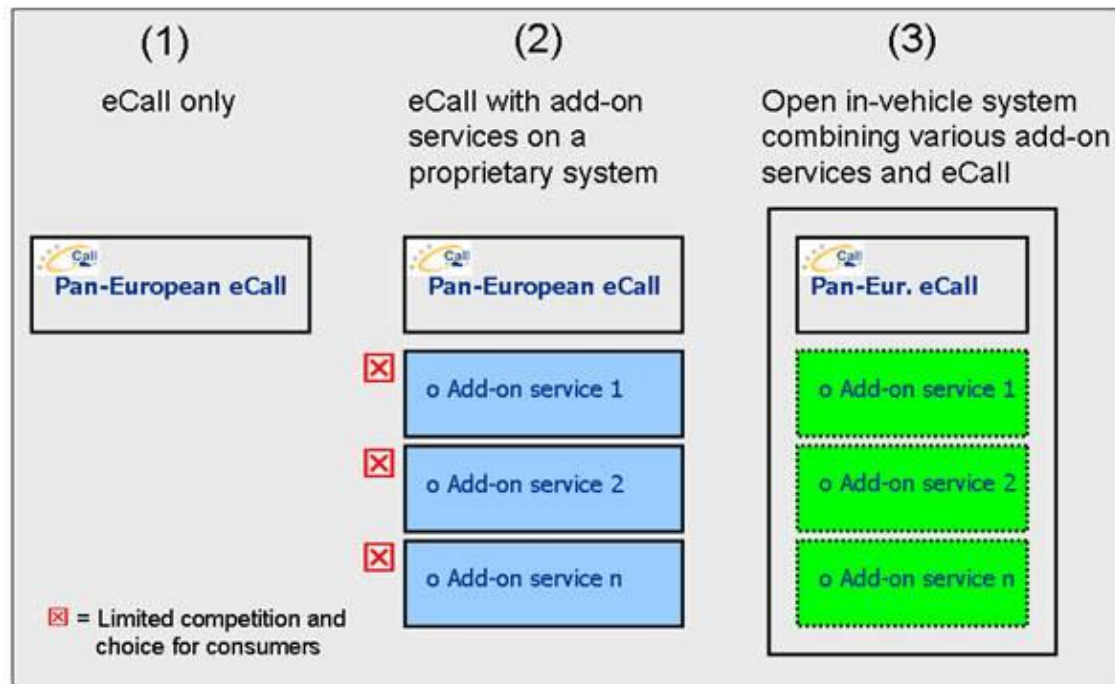 (1)
eCall only
Call
Pan-European eCall
☒ = Limited competition and
choice for consumers
(2)
eCall with add-on
services on a
proprietary system
Call
Pan-European eCall
o Add-on service 1
o Add-on service 2
o Add-on service n
(3)
Open in-vehicle system
combining various add-on
services and eCall
Call
Pan-Eur. eCall
o Add-on service 1
o Add-on service 2
o Add-on service n